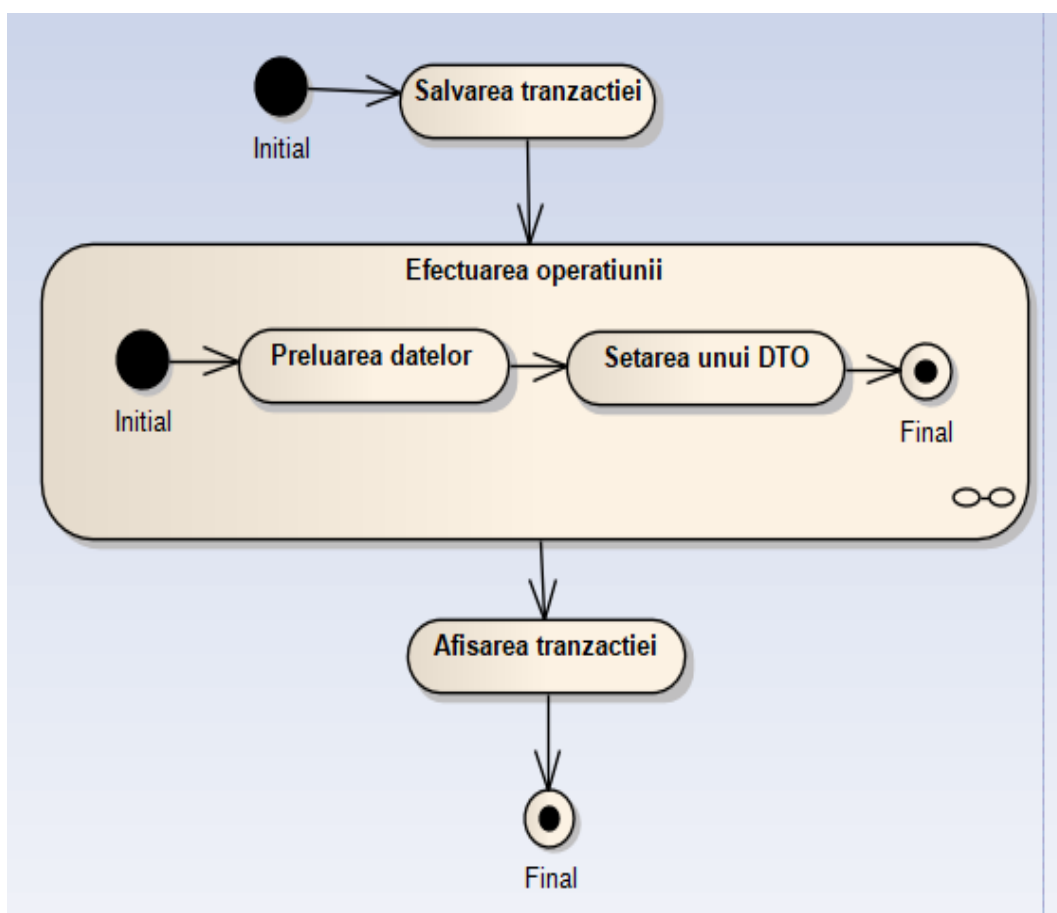 Salvarea tranzactiei
Initial
Efectuarea operatiunii
Preluarea datelor
Setarea unui DTO
Initial
Final
Afisarea tranzactiei
Final